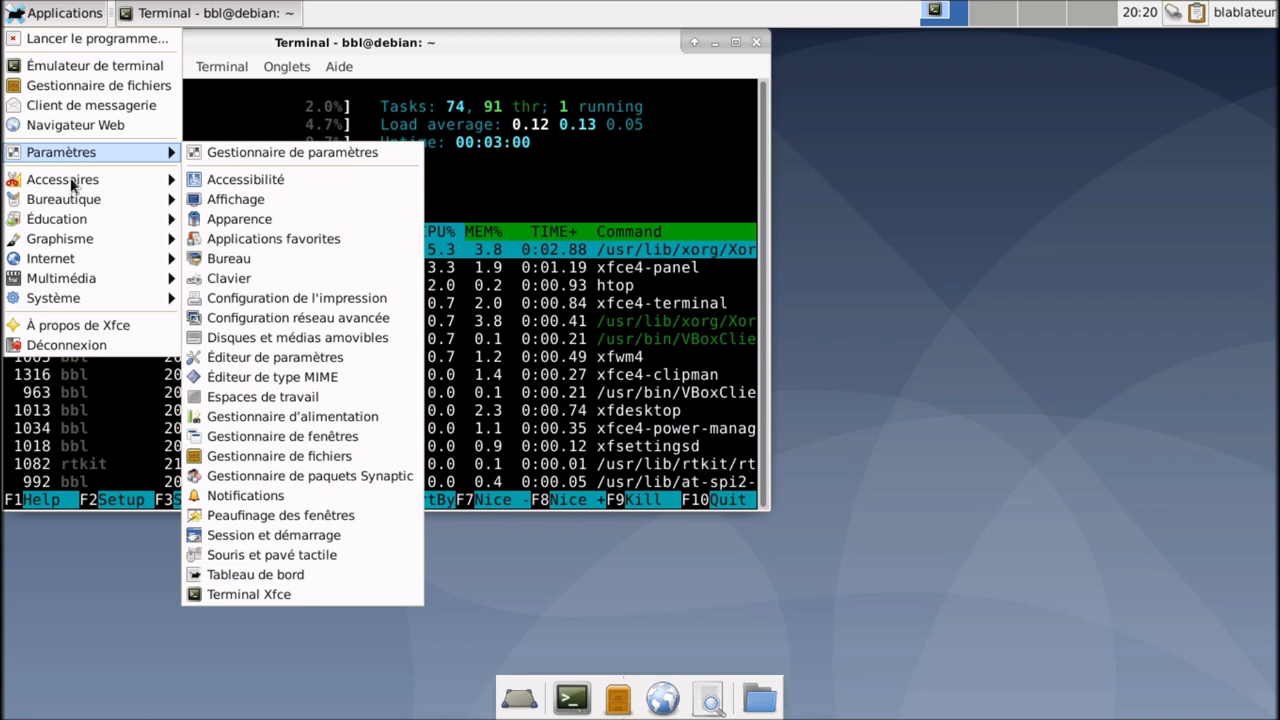 Applications Terminal - bbl@debian: ~ 20:20 blablateur
Lancer le programme...
Émulateur de terminal
Gestionnaire de fichiers
Client de messagerie
Navigateur Web
Paramètres
Accessoires
Bureautique
Éducation
Graphisme
Internet
Multimédia
Système
À propos de Xfce
Déconnexion
Gestionnaire de paramètres
Accessibilité
Affichage
Apparence
Applications favorites
Bureau
Clavier
Configuration de l'impression
Configuration réseau avancée
Disques et médias amovibles
Éditeur de paramètres
Éditeur de type MIME
Espaces de travail
Gestionnaire d’alimentation
Gestionnaire de fenêtres
Gestionnaire de fichiers
Gestionnaire de paquets Synaptic
Notifications
Peaufinage des fenêtres
Session et démarrage
Souris et pavé tactile
Tableau de bord
Terminal Xfce
Terminal - bbl@debian: ~
Terminal Onglets Aide
2.0%] Tasks: 74, 91 thr; 1 running
4.7%] Load average: 0.12 0.13 0.05
00:03:00
CPU% MEM% TIME+ Command
5.3 3.8 0:02.88 /usr/lib/xorg/Xor
3.3 1.9 0:01.19 xfce4-panel
2.0 0.2 0:00.93 htop
0.7 2.0 0:00.84 xfce4-terminal
0.7 3.8 0:00.41 /usr/lib/xorg/Xor
0.7 0.1 0:00.21 /usr/bin/VBoxClie
0.7 1.2 0:00.49 xfwm4
1316 bbl 20 0.0 1.4 0:00.27 xfce4-clipman
963 bbl 20 0.0 0.1 0:00.21 /usr/bin/VBoxClie
1013 bbl 20 0.0 2.3 0:00.74 xfdesktop
1034 bbl 20 0.0 1.1 0:00.35 xfce4-power-manag
1018 bbl 20 0.0 0.9 0:00.12 xfsettingsd
1082 rtkit 21 0.0 0.1 0:00.01 /usr/lib/rtkit/rt
992 bbl 20 0.0 0.4 0:00.05 /usr/lib/at-spi2-
F1Help F2Setup F3S rtBy F7Nice -F8Nice +F9Kill F10Quit